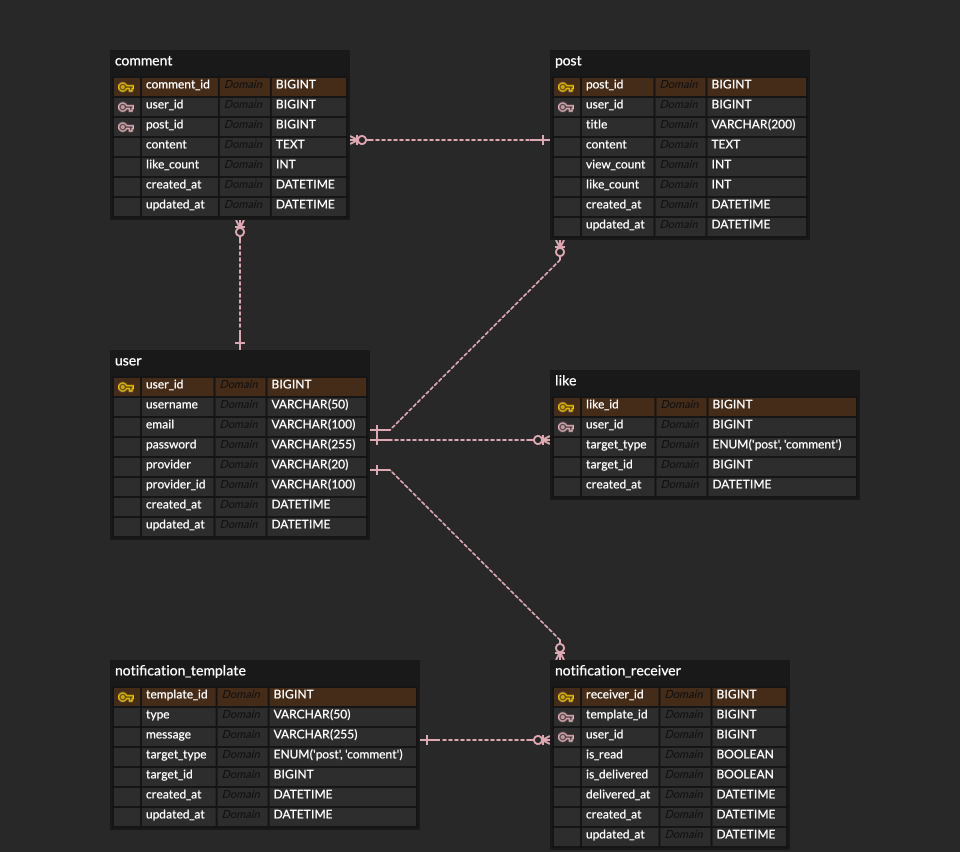 comment
comment_id Domain BIGINT
user_id Domain BIGINT
post_id Domain BIGINT
content Domain TEXT
like_count Domain INT
created_at Domain DATETIME
updated_at Domain DATETIME
post
post_id Domain BIGINT
user_id Domain BIGINT
title Domain VARCHAR(200)
content Domain TEXT
view_count Domain INT
like_count Domain INT
created_at Domain DATETIME
updated_at Domain DATETIME
user
user_id Domain BIGINT
username Domain VARCHAR(50)
email Domain VARCHAR(100)
password Domain VARCHAR(255)
provider Domain VARCHAR(20)
provider_id Domain VARCHAR(100)
created_at Domain DATETIME
updated_at Domain DATETIME
like
like_id Domain BIGINT
user_id Domain BIGINT
target_type Domain ENUM('post', 'comment')
target_id Domain BIGINT
created_at Domain DATETIME
notification_template
template_id Domain BIGINT
type Domain VARCHAR(50)
message Domain VARCHAR(255)
target_type Domain ENUM('post', 'comment')
target_id Domain BIGINT
created_at Domain DATETIME
updated_at Domain DATETIME
notification_receiver
receiver_id Domain BIGINT
template_id Domain BIGINT
user_id Domain BIGINT
is_read Domain BOOLEAN
is_delivered Domain BOOLEAN
delivered_at Domain DATETIME
created_at Domain DATETIME
updated_at Domain DATETIME